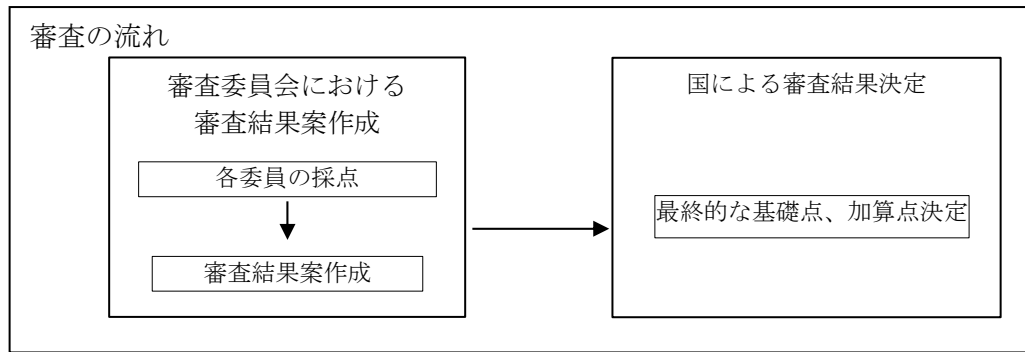 審査の流れ
審査委員会における
審査結果案作成
各委員の採点
審査結果案作成
国による審査結果決定
最終的な基礎点、加算点決定